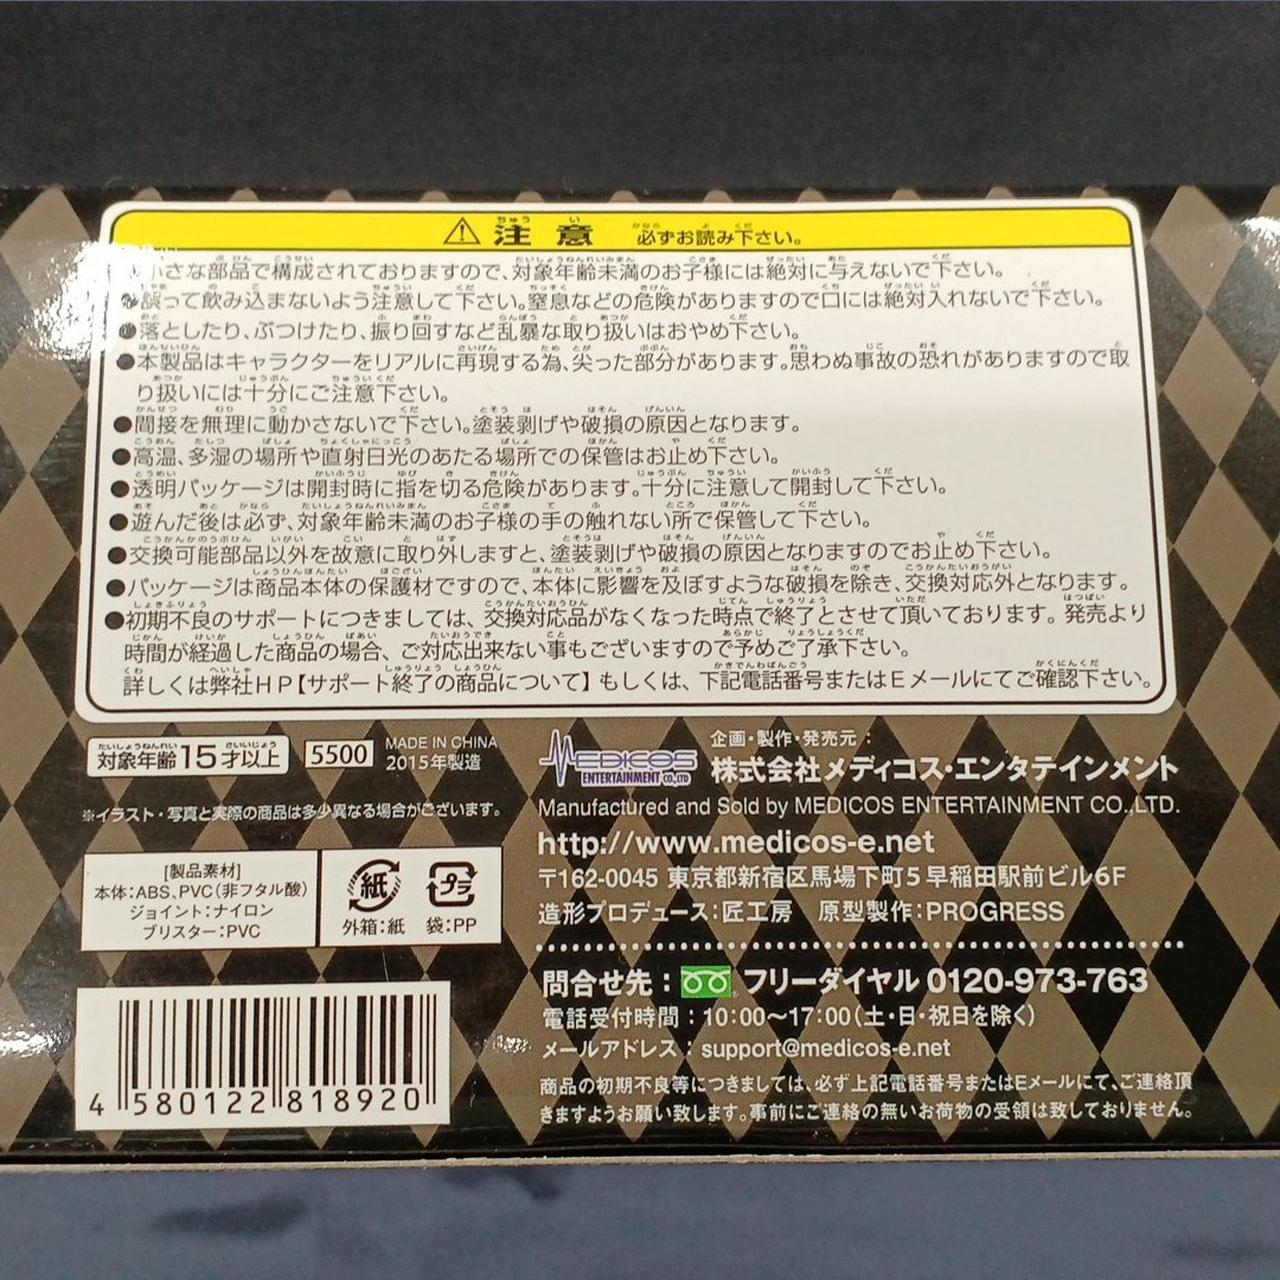 注意 必ずお読み下さい。
小さな部品で構成されておりますので、対象年齢未満のお子様には絶対に与えないで下さい。
●誤って飲み込まないよう注意して下さい。窒息などの危険がありますので口には絶対入れないで下さい。
●落としたり、ぶつけたり、振り回すなど乱暴な取り扱いはおやめ下さい。
●本製品はキャラクターをリアルに再現する為、尖った部分があります。思わぬ事故の恐れがありますので取
り扱いには十分にご注意下さい。
●間接を無理に動かさないで下さい。塗装剥げや破損の原因となります。
●高温、多湿の場所や直射日光のあたる場所での保管はお止め下さい。
●透明パッケージは開封時に指を切る危険があります。十分に注意して開封して下さい。
●遊んだ後は必ず、対象年齢未満のお子様の手の触れない所で保管して下さい。
●交換可能部品以外を故意に取り外しますと、塗装剥げや破損の原因となりますのでお止め下さい。
●パッケージは商品本体の保護材ですので、本体に影響を及ぼすような破損を除き、交換対応外となります。
●初期不良のサポートにつきましては、交換対応品がなくなった時点で終了とさせて頂いております。発売より
時間が経過した商品の場合、ご対応出来ない事もございますので予めご了承下さい。
詳しくは弊社HP【サポート終了の商品について】もしくは、下記電話番号またはEメールにてご確認下さい。
対象年齢15才以上 5500 MADE IN CHINA
2015年製造
※イラスト・写真と実際の商品は多少異なる場合がございます。
[製品素材]
本体:ABS、PVC(非フタル酸)
ジョイント:ナイロン
ブリスター:PVC
紙 プラ
外箱:紙 袋:PP
4 580122 818920
MEDICOS
ENTERTAINMENT CO.,LTD
企画・製作・発売元:
株式会社メディコス・エンタテインメント
Manufactured and Sold by MEDICOS ENTERTAINMENT CO.,LTD.
http://www.medicos-e.net
〒162-0045 東京都新宿区馬場下町5 早稲田駅前ビル6F
造形プロデュース:匠工房 原型製作:PROGRESS
問合せ先: フリーダイヤル 0120-973-763
電話受付時間:10:00〜17:00(土・日・祝日を除く)
メールアドレス:support@medicos-e.net
商品の初期不良等につきましては、必ず上記電話番号またはEメールにて、ご連絡頂
きますようお願い致します。事前にご連絡の無いお荷物の受領は致しておりません。